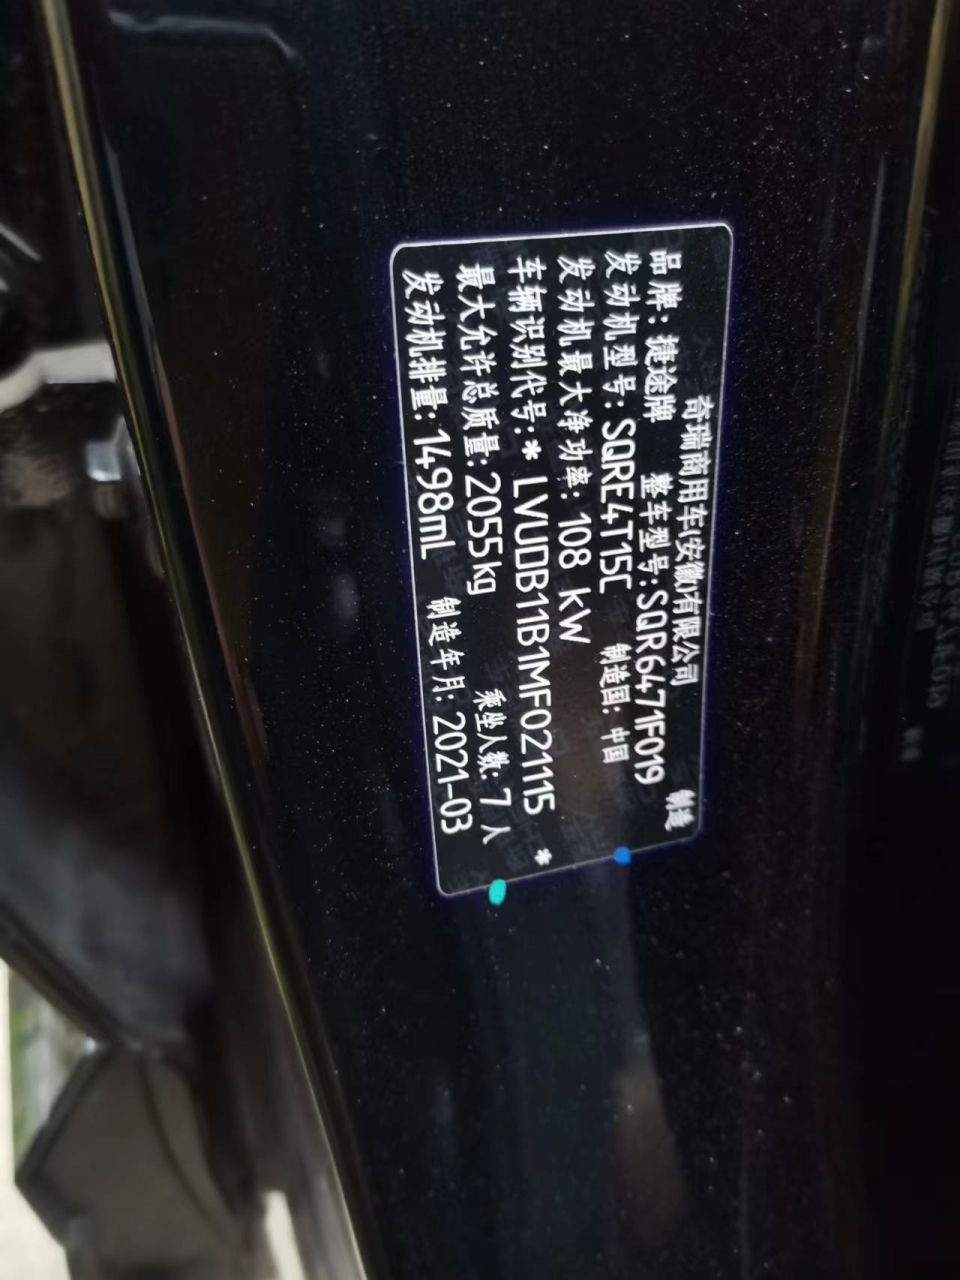 奇瑞商用车(安徽)有限公司 制造
品牌: 捷途牌 整车型号:SQR6471F019
发动机型号:SQRE4T15C 制造国: 中国
发动机最大净功率: 108 kW
车辆识别代号:* LVUDB11B1MF021115 *
最大允许总质量:2055kg 乘坐人数: 7 人
发动机排量: 1498mL 制造年月: 2021-03